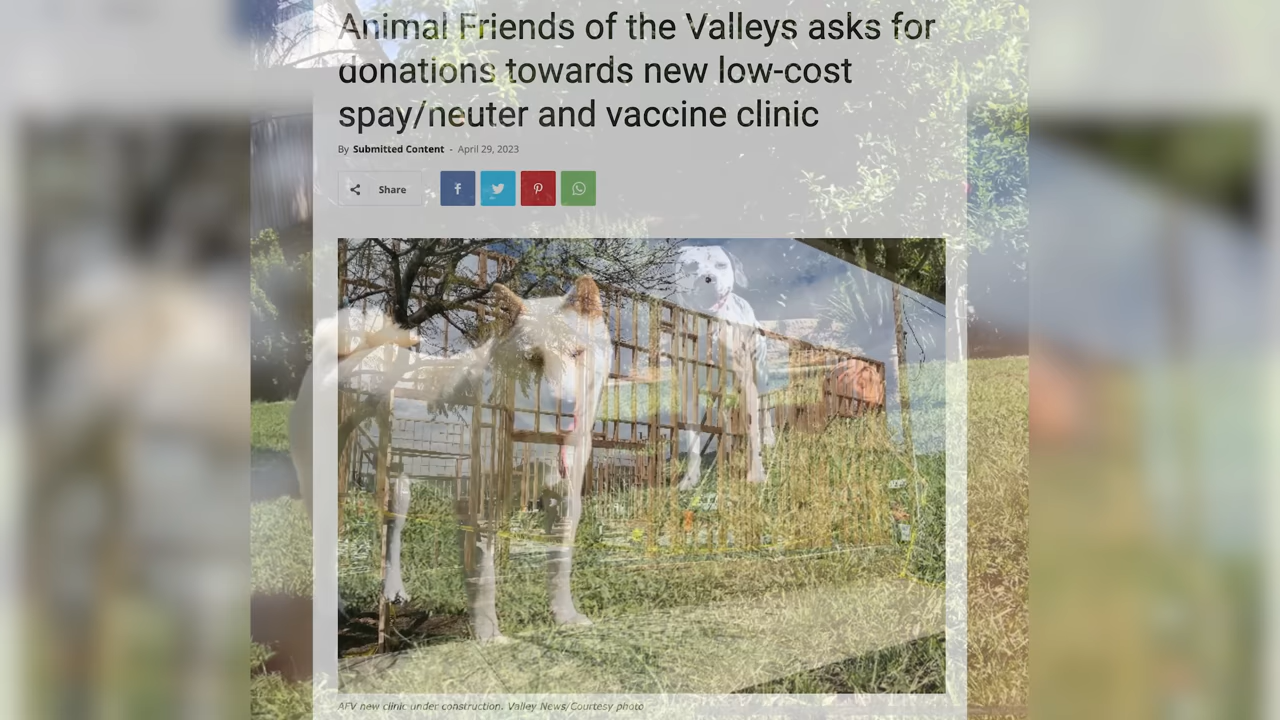 Animal Friends of the Valleys asks for
donations towards new low-cost
spay/neuter and vaccine clinic
By Submitted Content - April 29, 2023
Share
AFV new clinic under construction. Valley News/Courtesy photo